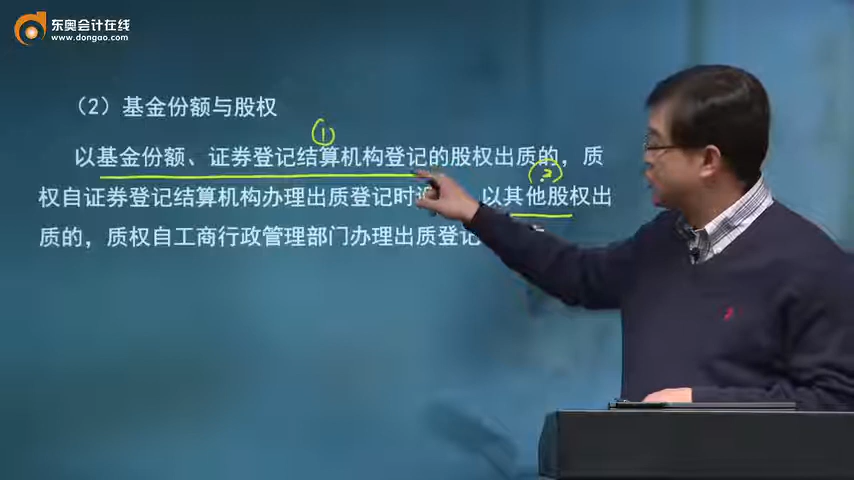 东奥会计在线
www.dongao.com
（2）基金份额与股权
①
以基金份额、证券登记结算机构登记的股权出质的，质
②
权自证券登记结算机构办理出质登记时 以其他股权出
质的，质权自工商行政管理部门办理出质登记